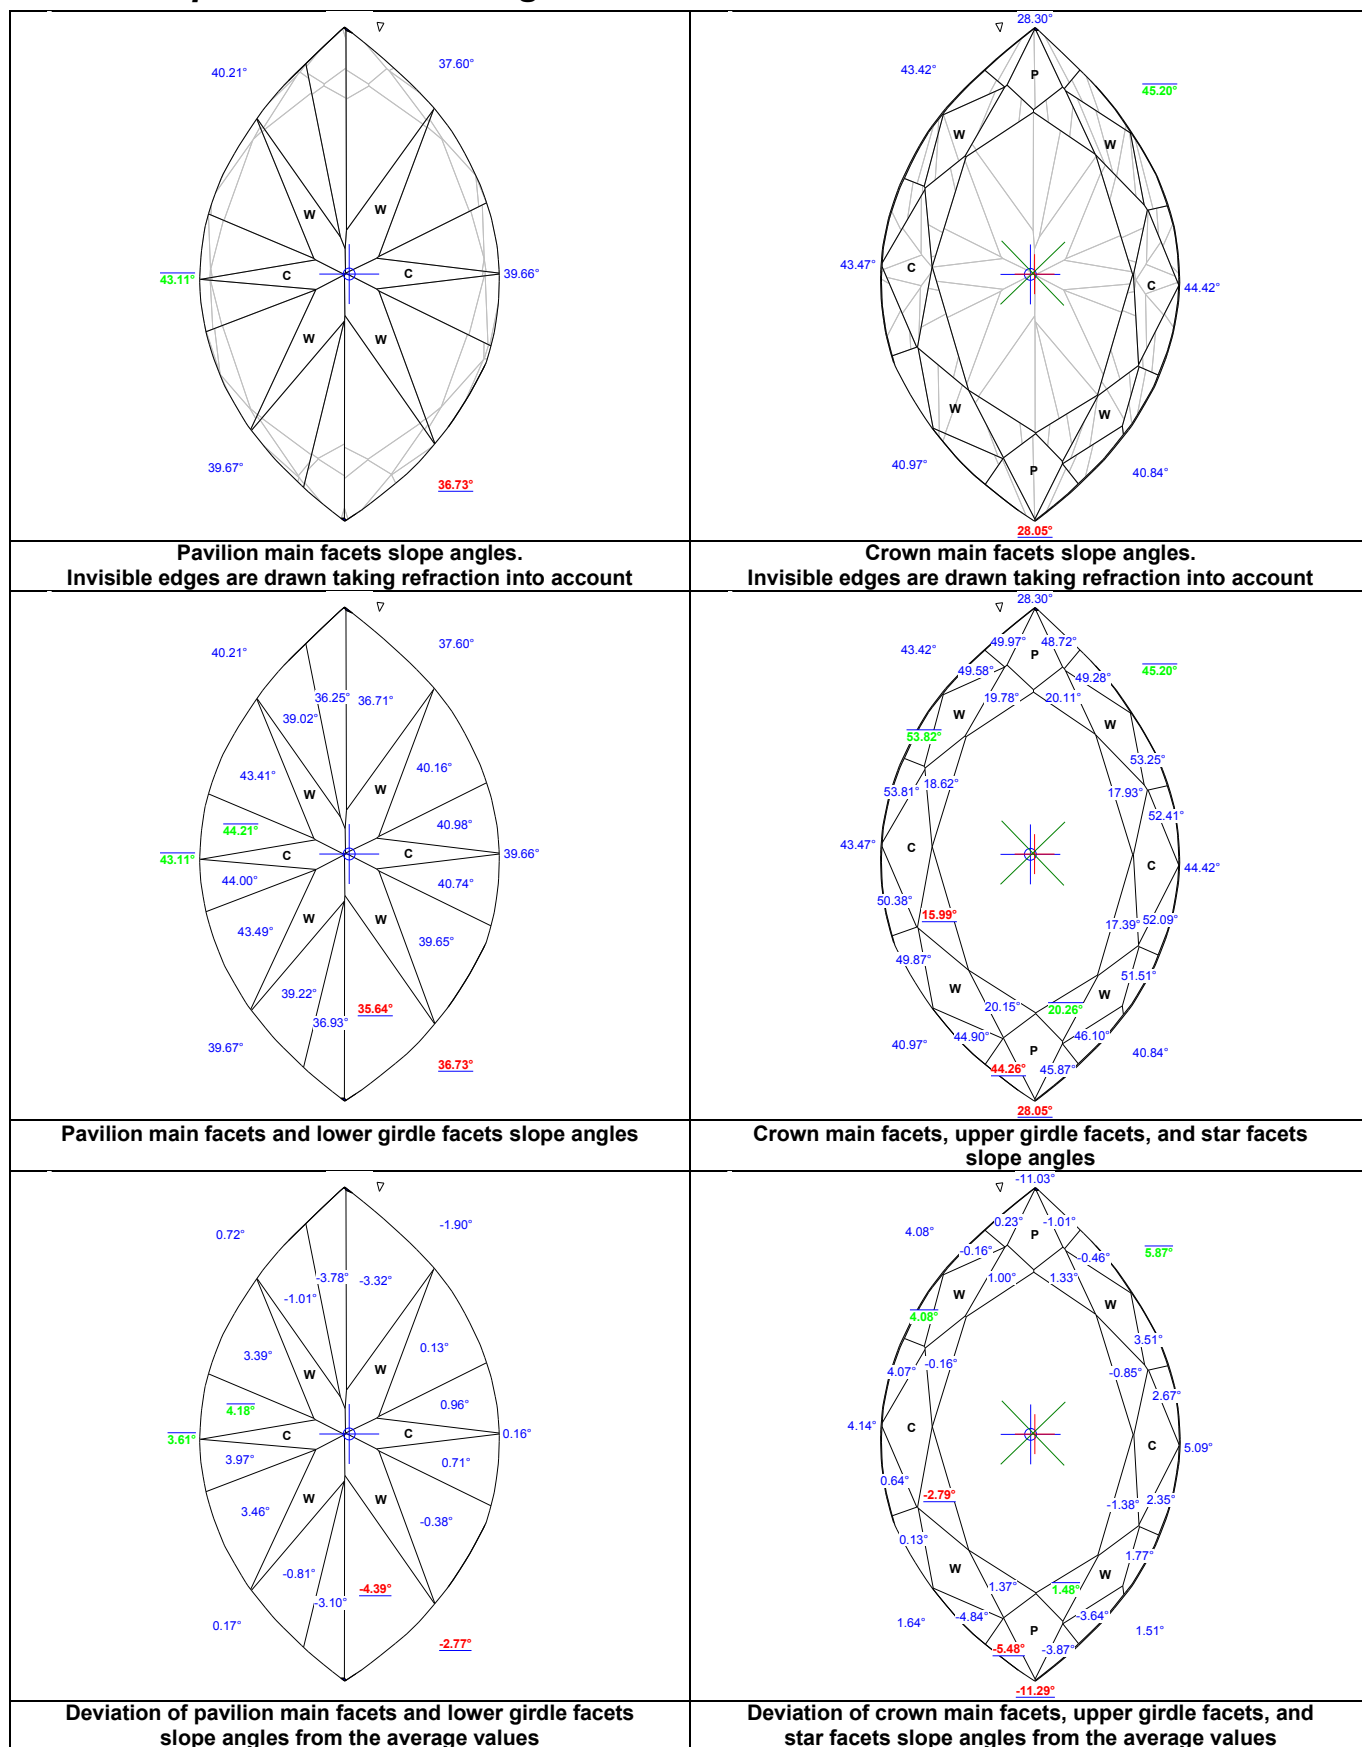 40.21°
37.60°
W
W
43.11°
C
C
39.66°
W
W
39.67°
36.73°
28.30°
43.42°
P
45.20°
W
W
43.47°
C
C
44.42°
W
W
40.97°
P
40.84°
28.05°
Pavilion main facets slope angles.
Invisible edges are drawn taking refraction into account
Crown main facets slope angles.
Invisible edges are drawn taking refraction into account
40.21°
37.60°
36.25°
36.71°
39.02°
43.41°
W
W
40.16°
44.21°
40.98°
43.11°
C
C
39.66°
44.00°
40.74°
43.49°
W
W
39.65°
39.22°
35.64°
36.93°
39.67°
36.73°
28.30°
43.42°
49.97°
48.72°
P
45.20°
49.58°
49.28°
19.78°
20.11°
W
W
53.82°
53.25°
53.81°
18.62°
17.93°
52.41°
43.47°
C
C
44.42°
50.38°
15.99°
17.39°
52.09°
49.87°
51.51°
W
W
20.15°
20.26°
40.97°
44.90°
46.10°
40.84°
P
44.26°
45.87°
28.05°
Pavilion main facets and lower girdle facets slope angles
Crown main facets, upper girdle facets, and star facets
slope angles
0.72°
-1.90°
-3.78°
-3.32°
-1.01°
3.39°
W
W
0.13°
4.18°
0.96°
3.61°
C
C
0.16°
3.97°
0.71°
3.46°
W
W
-0.38°
-0.81°
-4.39°
-3.10°
0.17°
-2.77°
-11.03°
4.08°
0.23°
-1.01°
P
5.87°
-0.16°
-0.46°
1.00°
1.33°
W
W
4.08°
3.51°
4.07°
-0.16°
-0.85°
2.67°
4.14°
C
C
5.09°
0.64°
-2.79°
-1.38°
2.35°
0.13°
1.77°
W
W
1.37°
1.48°
1.64°
-4.84°
-3.64°
1.51°
P
-5.48°
-3.87°
-11.29°
Deviation of pavilion main facets and lower girdle facets
slope angles from the average values
Deviation of crown main facets, upper girdle facets, and
star facets slope angles from the average values